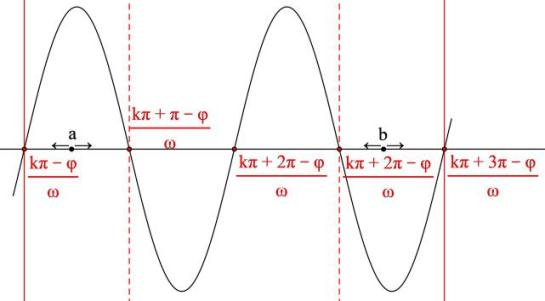 a
b
kπ + π − φ
ω
kπ − φ
ω
kπ + 2π − φ
ω
kπ + 2π − φ
ω
kπ + 3π − φ
ω